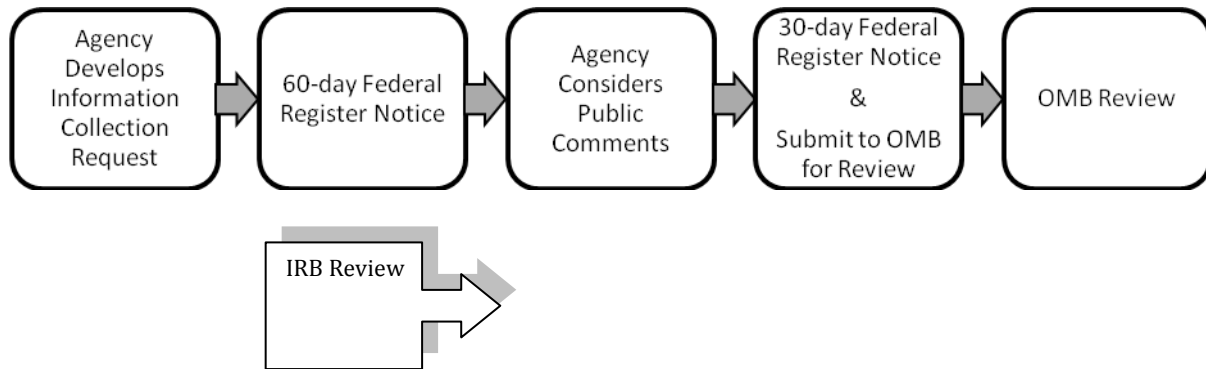 Agency
Develops
Information
Collection
Request
60-day Federal
Register Notice
Agency
Considers
Public
Comments
30-day Federal
Register Notice
&
Submit to OMB
for Review
OMB Review
IRB Review